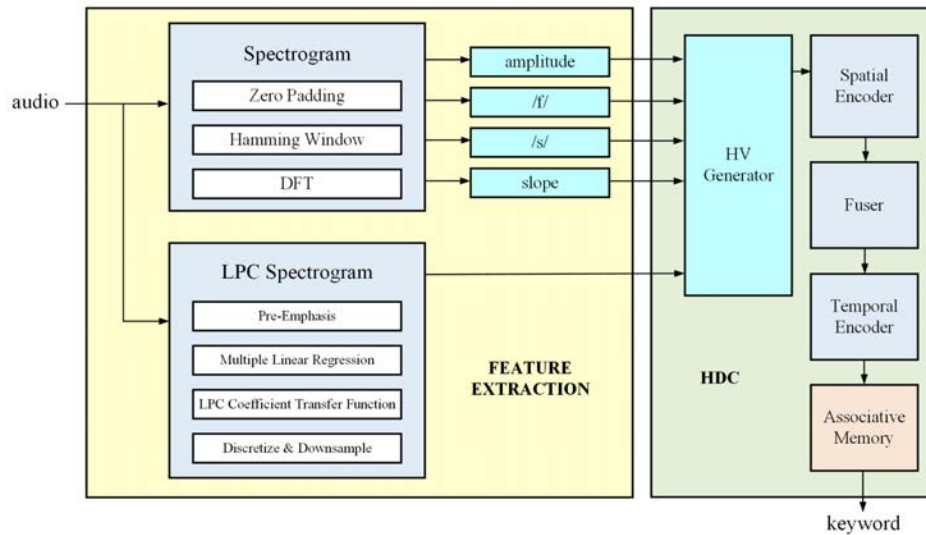 audio
Spectrogram
Zero Padding
Hamming Window
DFT
amplitude
/f/
/s/
slope
LPC Spectrogram
Pre-Emphasis
Multiple Linear Regression
LPC Coefficient Transfer Function
Discretize & Downsample
FEATURE
EXTRACTION
HV
Generator
HDC
Spatial
Encoder
Fuser
Temporal
Encoder
Associative
Memory
keyword